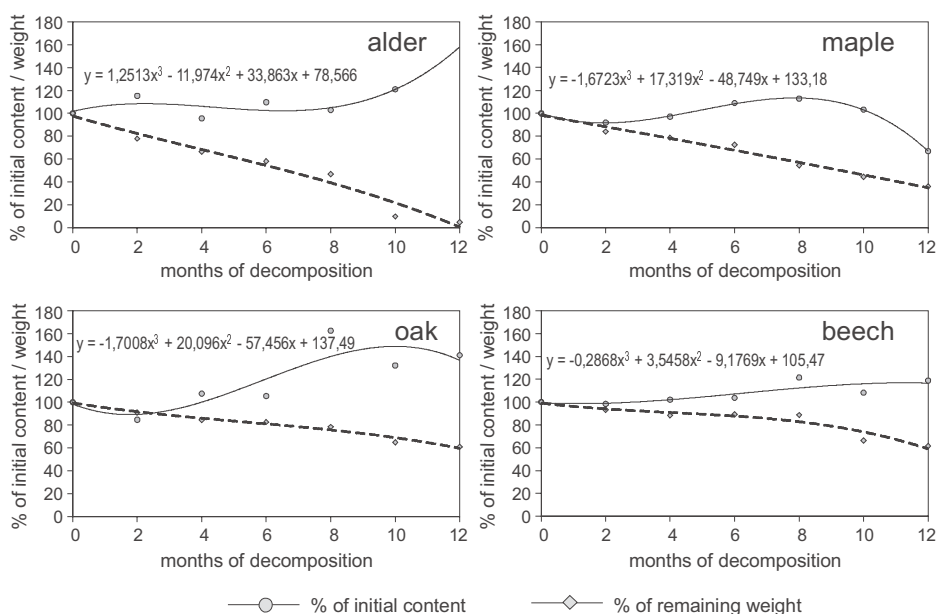 alder
y = 1,2513x³ - 11,974x² + 33,863x + 78,566
% of initial content / weight
180
160
140
120
100
80
60
40
20
0
0 2 4 6 8 10 12
months of decomposition
maple
y = -1,6723x³ + 17,319x² - 48,749x + 133,18
% of initial content / weight
180
160
140
120
100
80
60
40
20
0
0 2 4 6 8 10 12
months of decomposition
oak
y = -1,7008x³ + 20,096x² - 57,456x + 137,49
% of initial content / weight
180
160
140
120
100
80
60
40
20
0
0 2 4 6 8 10 12
months of decomposition
beech
y = -0,2868x³ + 3,5458x² - 9,1769x + 105,47
% of initial content / weight
180
160
140
120
100
80
60
40
20
0
0 2 4 6 8 10 12
months of decomposition
% of initial content
% of remaining weight